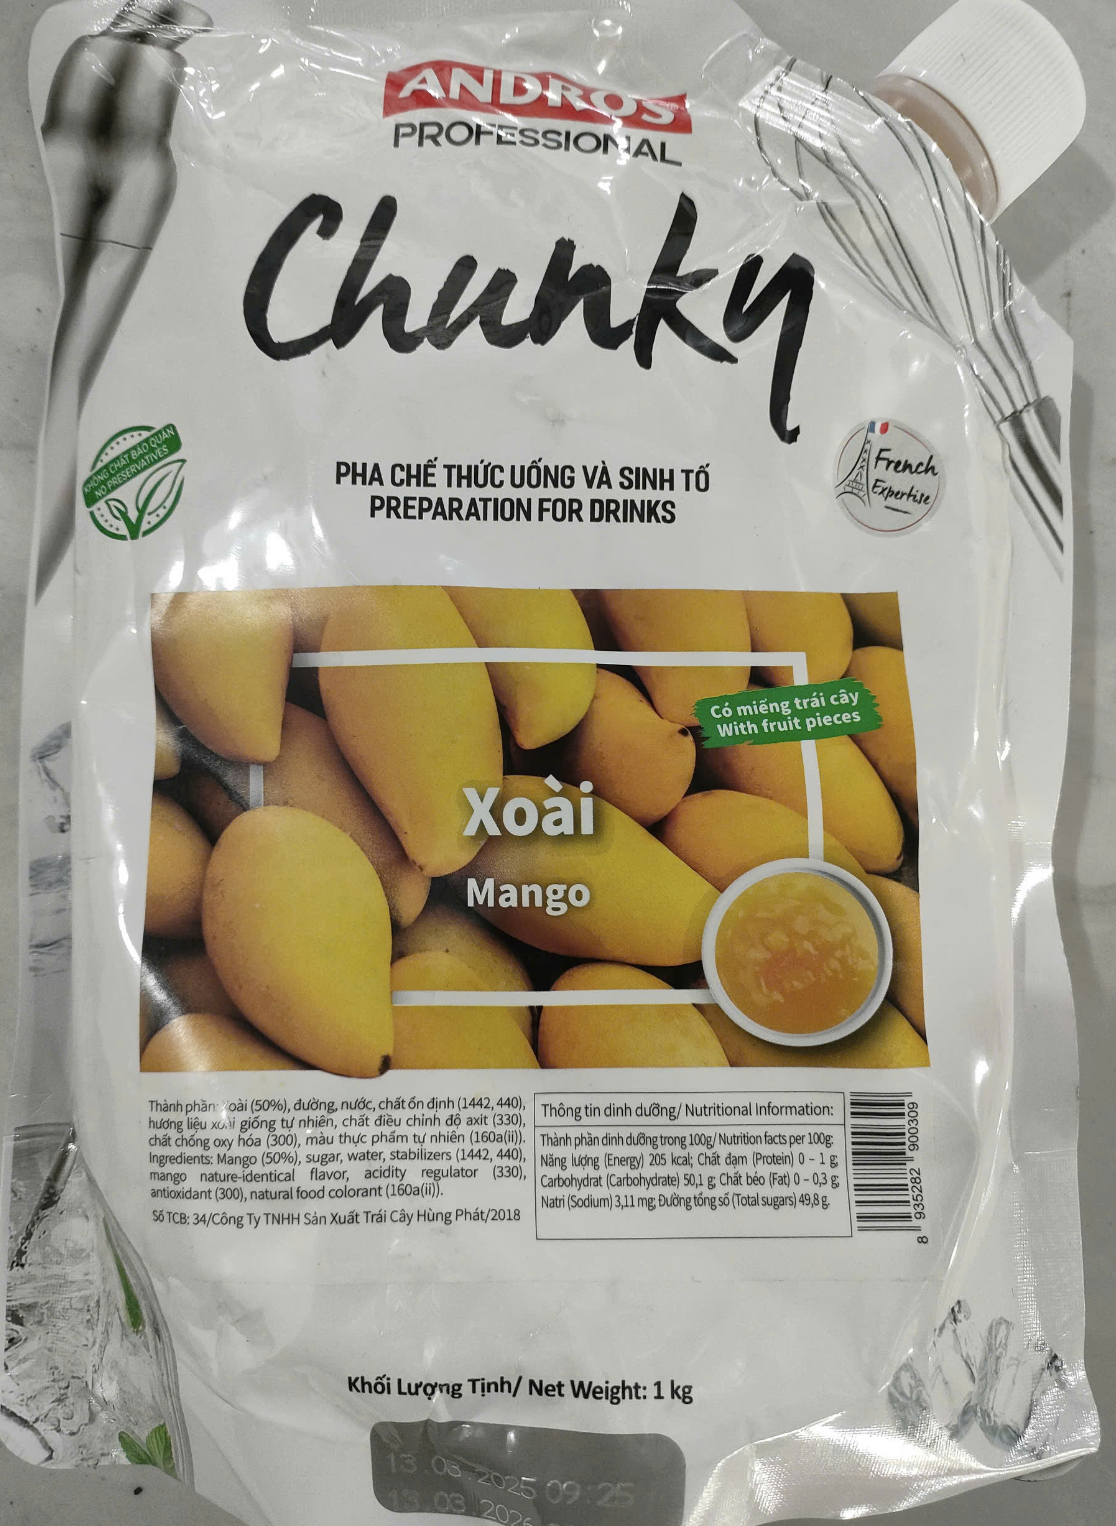 ANDROS
PROFESSIONAL
Chunky
KHÔNG CHẤT BẢO QUẢN
NO PRESERVATIVES
French
Expertise
PHA CHẾ THỨC UỐNG VÀ SINH TỐ
PREPARATION FOR DRINKS
Có miếng trái cây
With fruit pieces
Xoài
Mango
Thành phần: Xoài (50%), đường, nước, chất ổn định (1442, 440),
hương liệu xoài giống tự nhiên, chất điều chỉnh độ axit (330),
chất chống oxy hóa (300), màu thực phẩm tự nhiên (160a(ii)).
Ingredients: Mango (50%), sugar, water, stabilizers (1442, 440),
mango nature-identical flavor, acidity regulator (330),
antioxidant (300), natural food colorant (160a(ii)).
Số TCB: 34/Công Ty TNHH Sản Xuất Trái Cây Hùng Phát/2018
Thông tin dinh dưỡng/ Nutritional Information:
Thành phần dinh dưỡng trong 100g/ Nutrition facts per 100g:
Năng lượng (Energy) 205 kcal; Chất đạm (Protein) 0 – 1 g;
Carbohydrat (Carbohydrate) 50,1 g; Chất béo (Fat) 0 – 0,3 g;
Natri (Sodium) 3,11 mg; Đường tổng số (Total sugars) 49,8 g.
8 935282 900309
Khối Lượng Tịnh/ Net Weight: 1 kg
13 03 2025 09:25
13 03 2026